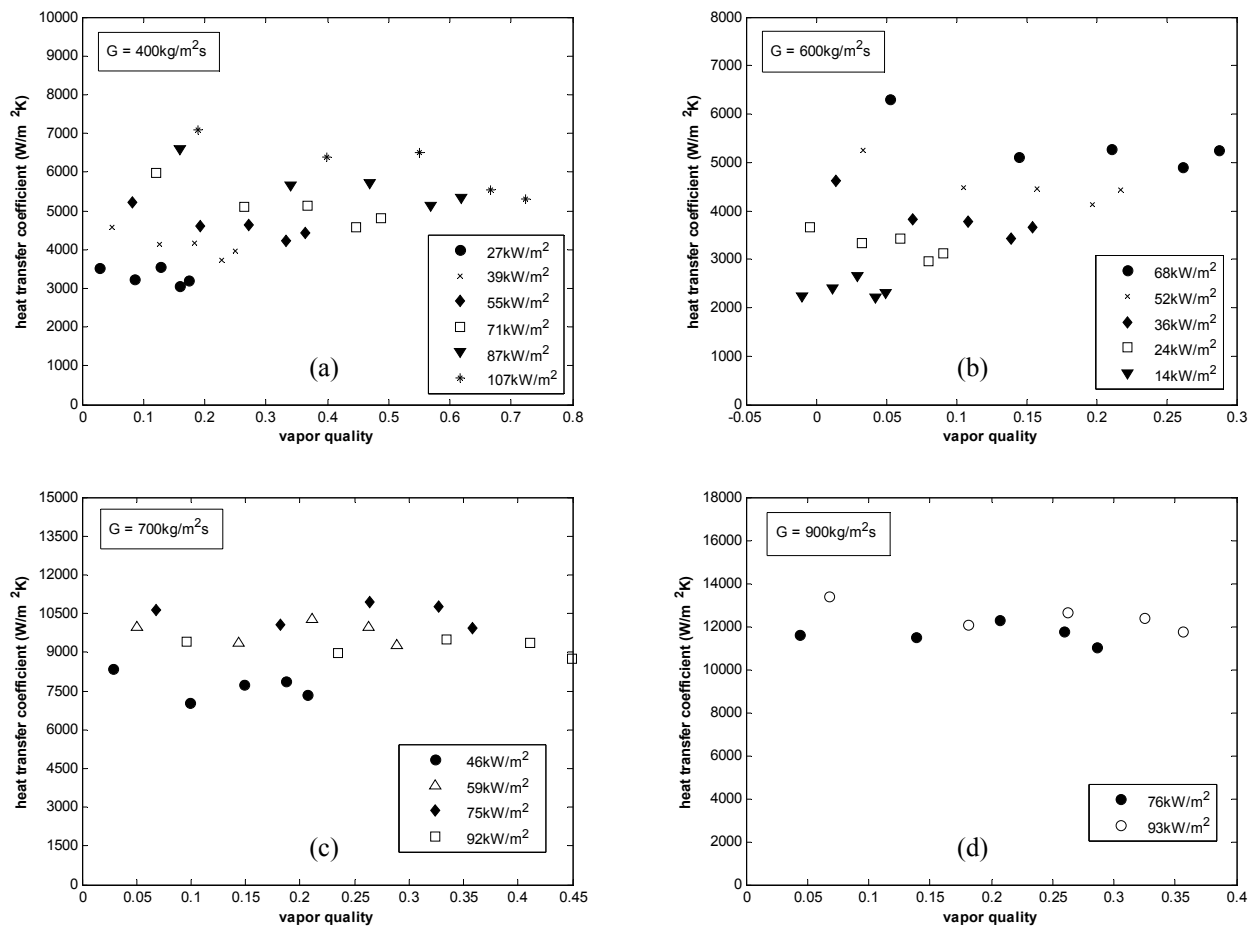 G = 400kg/m²s
10000
9000
8000
7000
6000
5000
4000
3000
2000
1000
0
heat transfer coefficient (W/m ²K)
27kW/m²
39kW/m²
55kW/m²
71kW/m²
87kW/m²
107kW/m²
(a)
0 0.1 0.2 0.3 0.4 0.5 0.6 0.7 0.8
vapor quality
G = 600kg/m²s
8000
7000
6000
5000
4000
3000
2000
1000
0
heat transfer coefficient (W/m ²K)
68kW/m²
52kW/m²
36kW/m²
24kW/m²
14kW/m²
(b)
-0.05 0 0.05 0.1 0.15 0.2 0.25 0.3
vapor quality
G = 700kg/m²s
15000
13500
12000
10500
9000
7500
6000
4500
3000
1500
0
heat transfer coefficient (W/m ²K)
46kW/m²
59kW/m²
75kW/m²
92kW/m²
(c)
0 0.05 0.1 0.15 0.2 0.25 0.3 0.35 0.4 0.45
vapor quality
G = 900kg/m²s
18000
16000
14000
12000
10000
8000
6000
4000
2000
0
heat transfer coefficient (W/m ²K)
76kW/m²
93kW/m²
(d)
0 0.05 0.1 0.15 0.2 0.25 0.3 0.35 0.4
vapor quality